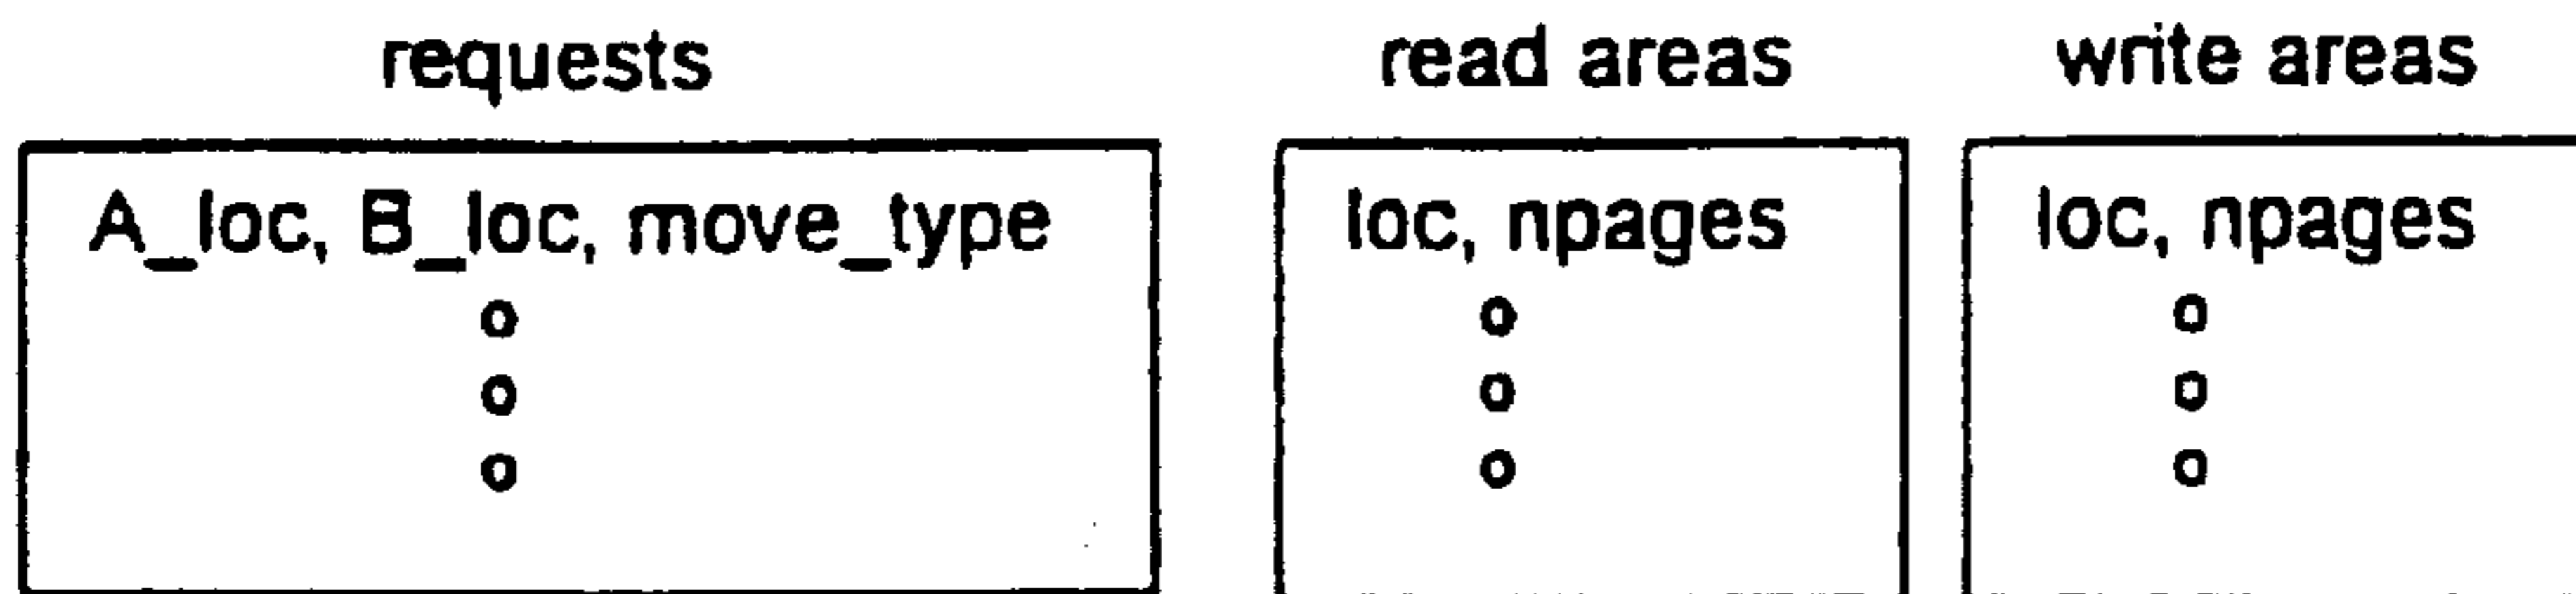 requests read areas write areas
A_loc, B_loc, move_type loc, npages loc, npages
o o o
o o o
o o o